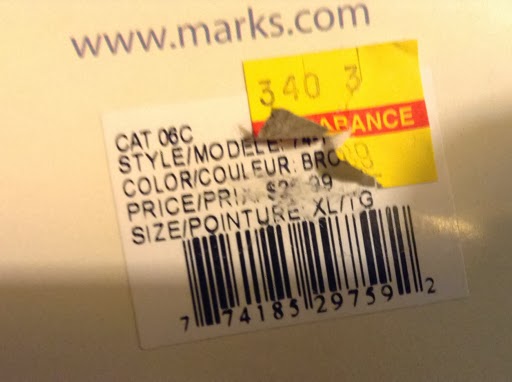 www.marks.com
340 3
CAT 06C
STYLE/MODELE:
COLOR/COULEUR:
PRICE/PRIX
SIZE/POINTURE: XL/TG
7 74185 29759 2